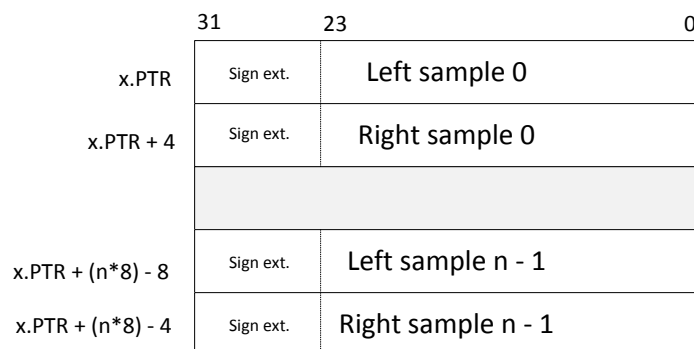 31 23 0
x.PTR Sign ext. Left sample 0
x.PTR + 4 Sign ext. Right sample 0
x.PTR + (n*8) - 8 Sign ext. Left sample n - 1
x.PTR + (n*8) - 4 Sign ext. Right sample n - 1